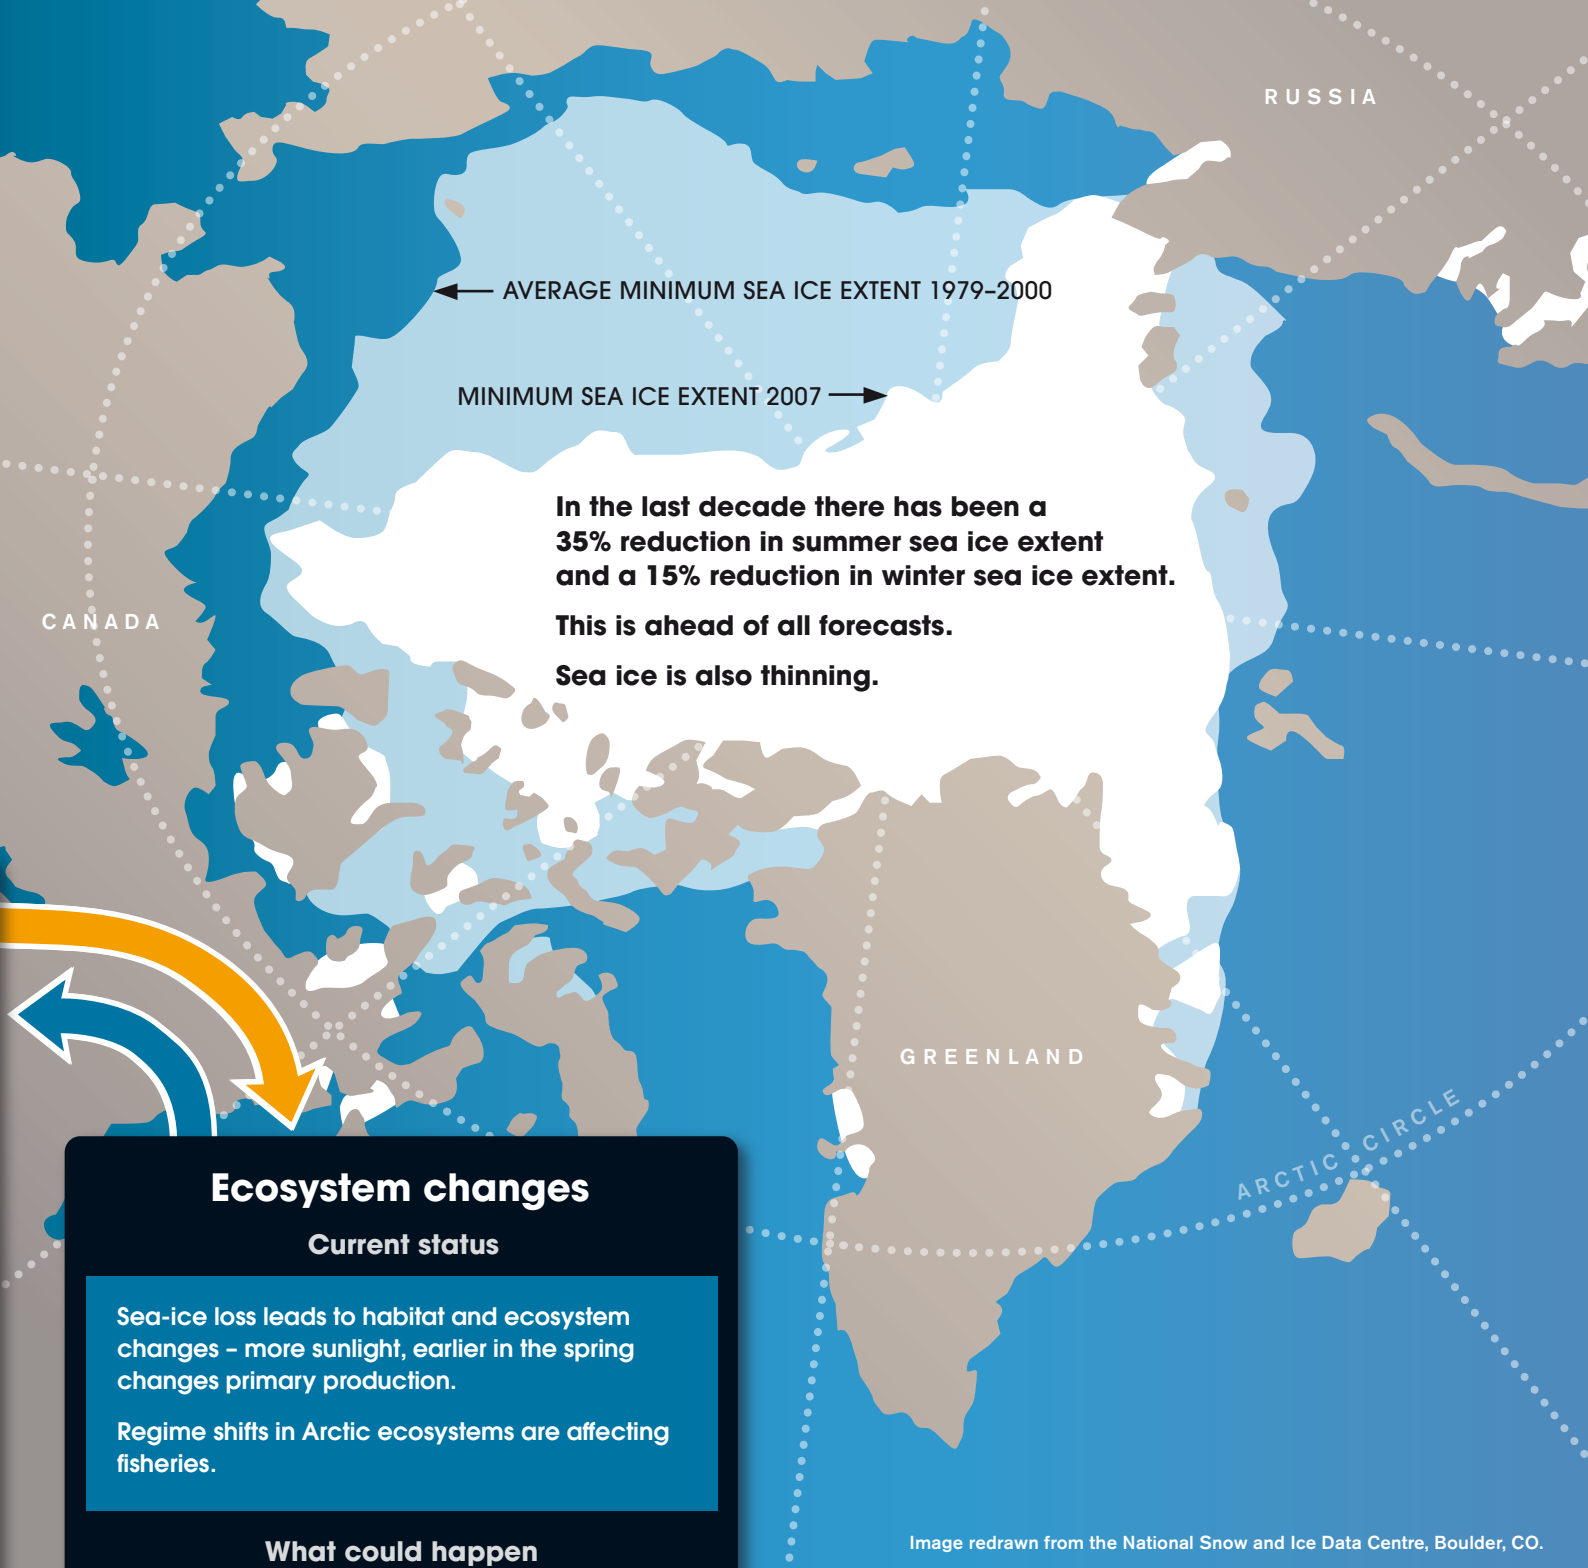 RUSSIA
AVERAGE MINIMUM SEA ICE EXTENT 1979–2000
MINIMUM SEA ICE EXTENT 2007
In the last decade there has been a
35% reduction in summer sea ice extent
and a 15% reduction in winter sea ice extent.
This is ahead of all forecasts.
Sea ice is also thinning.
CANADA
GREENLAND
ARCTIC CIRCLE
Ecosystem changes
Current status
Sea-ice loss leads to habitat and ecosystem
changes – more sunlight, earlier in the spring
changes primary production.
Regime shifts in Arctic ecosystems are affecting
fisheries.
What could happen
Image redrawn from the National Snow and Ice Data Centre, Boulder, CO.